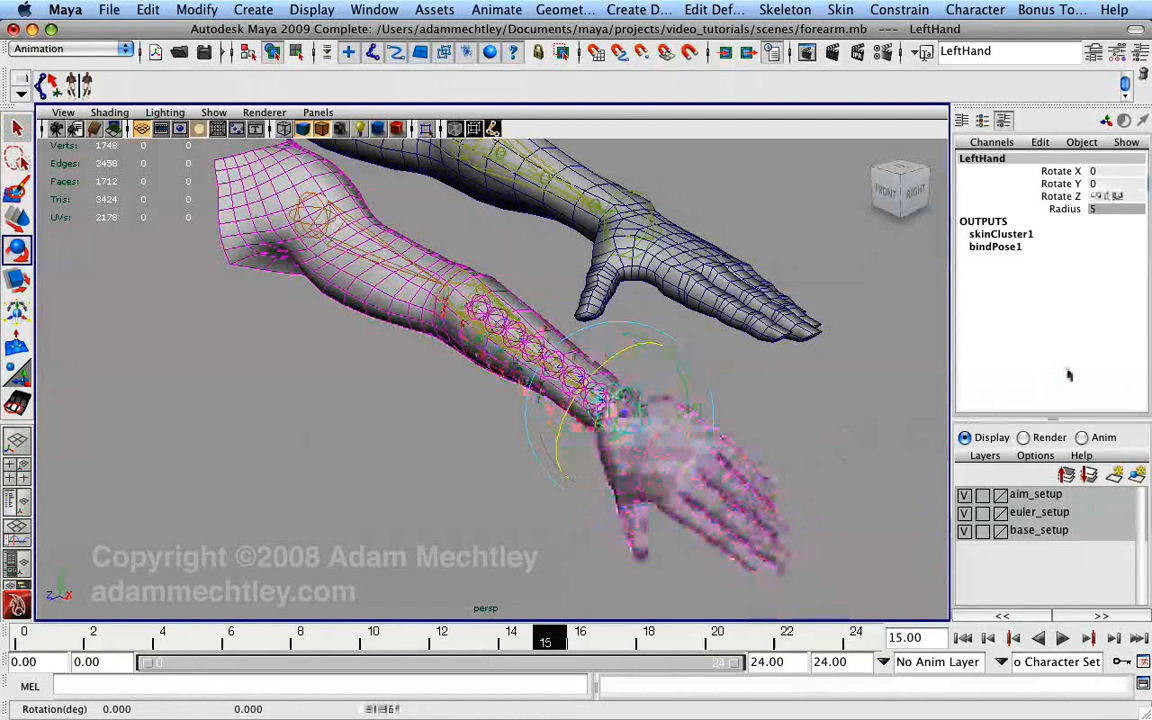 Maya File Edit Modify Create Display Window Assets Animate Geomet... Create D... Edit Def... Skeleton Skin Constrain Character Bonus To... Help
Autodesk Maya 2009 Complete: /Users/adammechtley/Documents/maya/projects/video_tutorials/scenes/forearm.mb --- LeftHand
Animation LeftHand
View Shading Lighting Show Renderer Panels
Channels Edit Object Show
Verts: 1748 0 0
Edges: 3458 0 0
Faces: 1712 0 0
Tris: 3424 0 0
UVs: 2178 0 0
FRONT RIGHT
LeftHand
Rotate X 0
Rotate Y 0
Rotate Z
Radius 5
OUTPUTS
skinCluster1
bindPose1
Display Render Anim
Layers Options Help
V aim_setup
V euler_setup
V base_setup
Copyright ©2008 Adam Mechtley
adammechtley.com
Z X
persp
<< >>
0 2 4 6 8 10 12 14 15 16 18 20 22 24 15.00
0.00 0.00 0 24 24.00 24.00 No Anim Layer o Character Set
MEL
Rotation(deg) 0.000 0.000